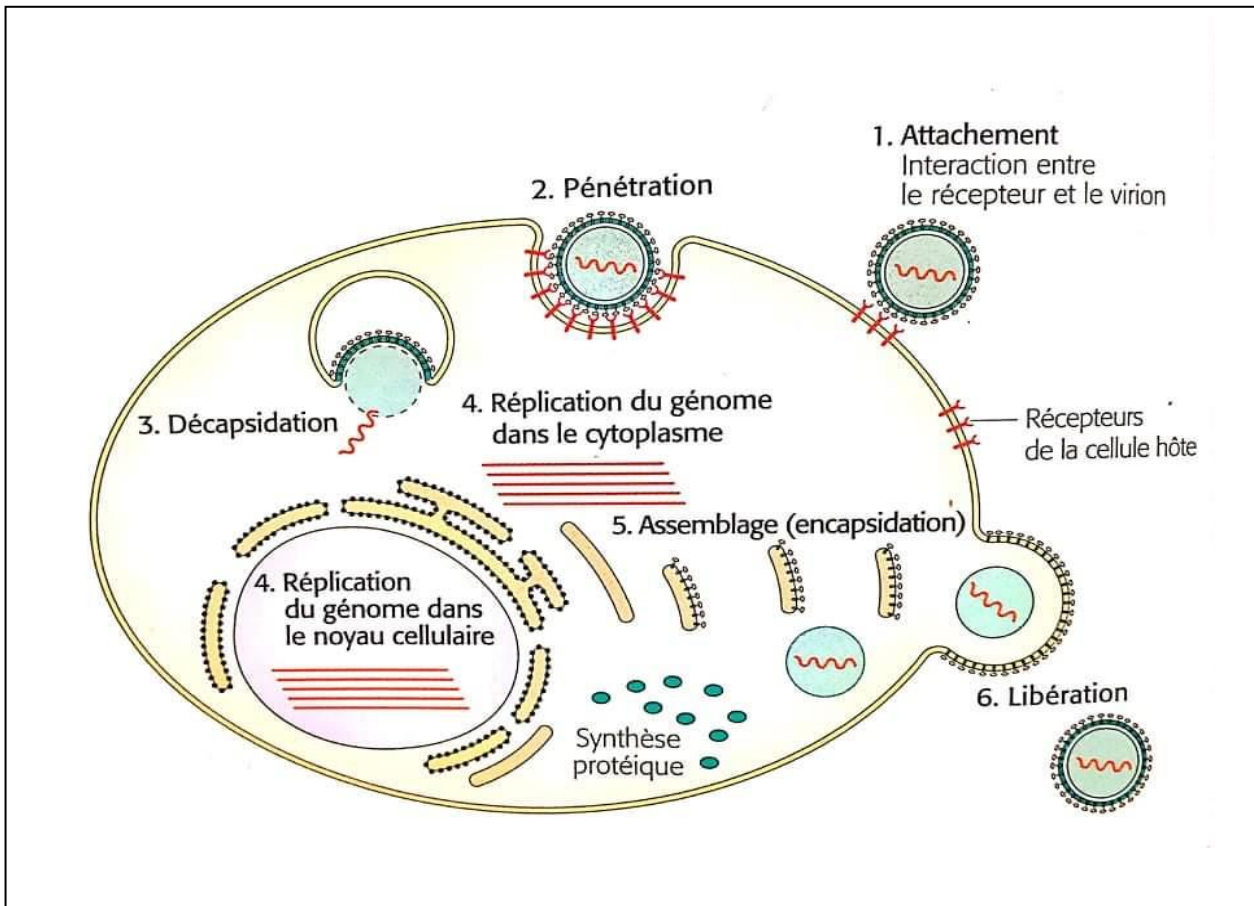 1. Attachement
Interaction entre
le récepteur et le virion
2. Pénétration
3. Décapsidation
4. Réplication du génome
dans le cytoplasme
Récepteurs
de la cellule hôte
5. Assemblage (encapsidation)
4. Réplication
du génome dans
le noyau cellulaire
Synthèse
protéique
6. Libération